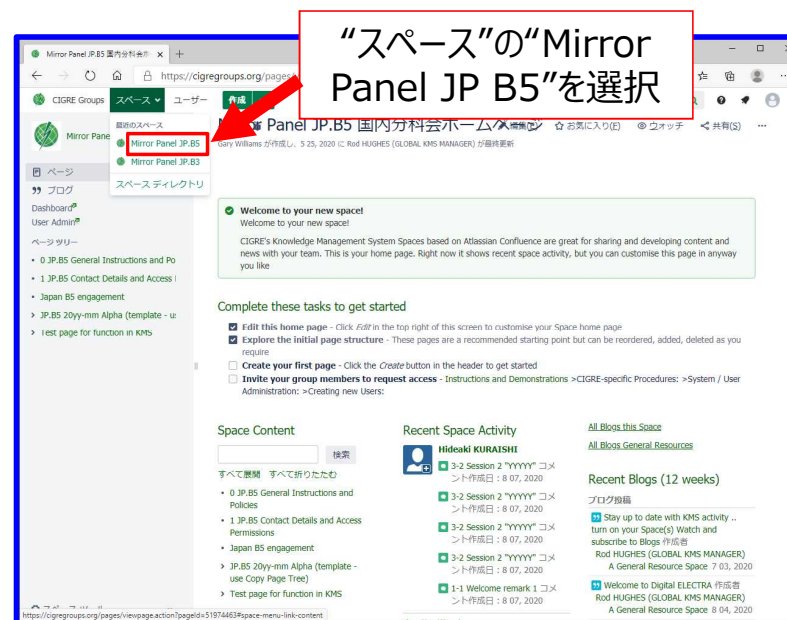 “スペース”の“Mirror
Panel JP B5”を選択
Mirror Panel JP.B5 国内分科会ホ
https://cigregroups.org/pages/
CIGRE Groups スペース ユーザー 作成
最近のスペース
Mirror Panel JP.B5
Mirror Panel JP.B3
スペース ディレクトリ
Mirror Pane
Panel JP.B5 国内分科会ホーム
編集(E) お気に入り(F) ウォッチ 共有(S)
Gary Williams が作成し、5 25, 2020 に Rod HUGHES (GLOBAL KMS MANAGER) が最終更新
ページ
ブログ
Dashboard
User Admin
ページ ツリー
0 JP.B5 General Instructions and Po
1 JP.B5 Contact Details and Access
Japan B5 engagement
JP.B5 20yy-mm Alpha (template - u
Test page for function in KMS
Welcome to your new space!
Welcome to your new space!
CIGRE's Knowledge Management System Spaces based on Atlassian Confluence are great for sharing and developing content and
news with your team. This is your home page. Right now it shows recent space activity, but you can customise this page in anyway
you like
Complete these tasks to get started
Edit this home page - Click Edit in the top right of this screen to customise your Space home page
Explore the initial page structure - These pages are a recommended starting point but can be reordered, added, deleted as you
require
Create your first page - Click the Create button in the header to get started
Invite your group members to request access - Instructions and Demonstrations >CIGRE-specific Procedures: >System / User
Administration: >Creating new Users:
Space Content
検索
すべて展開 すべて折りたたむ
0 JP.B5 General Instructions and
Policies
1 JP.B5 Contact Details and Access
Permissions
Japan B5 engagement
JP.B5 20yy-mm Alpha (template -
use Copy Page Tree)
Test page for function in KMS
Recent Space Activity
Hideaki KURAISHI
3-2 Session 2 "YYYYY" コメ
ント作成日：8 07, 2020
3-2 Session 2 "YYYYY" コメ
ント作成日：8 07, 2020
3-2 Session 2 "YYYYY" コメ
ント作成日：8 07, 2020
3-2 Session 2 "YYYYY" コメ
ント作成日：8 07, 2020
1-1 Welcome remark 1 コメ
ント作成日：8 07, 2020
All Blogs this Space
All Blogs General Resources
Recent Blogs (12 weeks)
ブログ投稿
Stay up to date with KMS activity ..
turn on your Space(s) Watch and
subscribe to Blogs 作成者
Rod HUGHES (GLOBAL KMS MANAGER)
A General Resource Space 7 03, 2020
Welcome to Digital ELECTRA 作成者
Rod HUGHES (GLOBAL KMS MANAGER)
A General Resource Space 8 04, 2020
https://cigregroups.org/pages/viewpage.action?pageId=51974463#space-menu-link-content